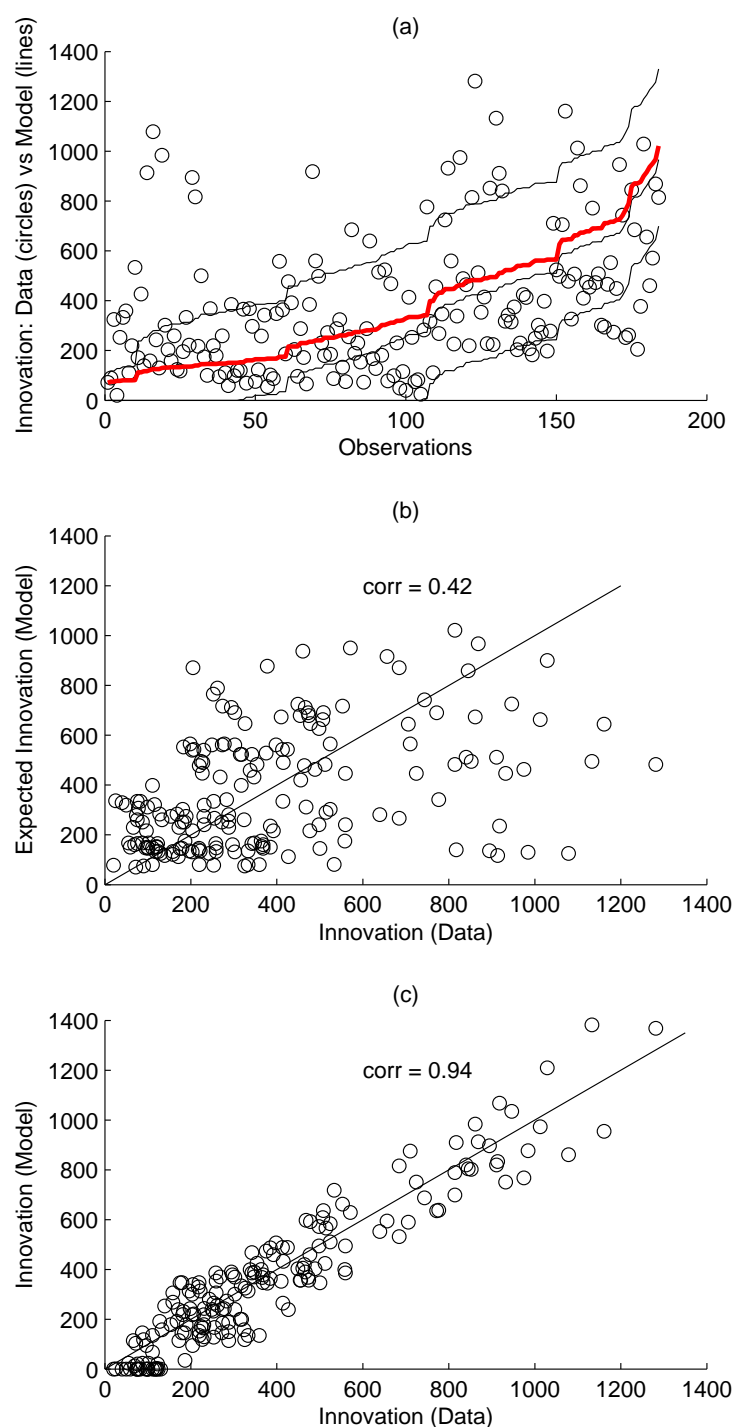 (a)
Innovation: Data (circles) vs Model (lines)
1400
1200
1000
800
600
400
200
0
0 50 100 150 200
Observations
(b)
Expected Innovation (Model)
1400
1200
1000
800
600
400
200
0
corr = 0.42
0 200 400 600 800 1000 1200 1400
Innovation (Data)
(c)
Innovation (Model)
1400
1200
1000
800
600
400
200
0
corr = 0.94
0 200 400 600 800 1000 1200 1400
Innovation (Data)